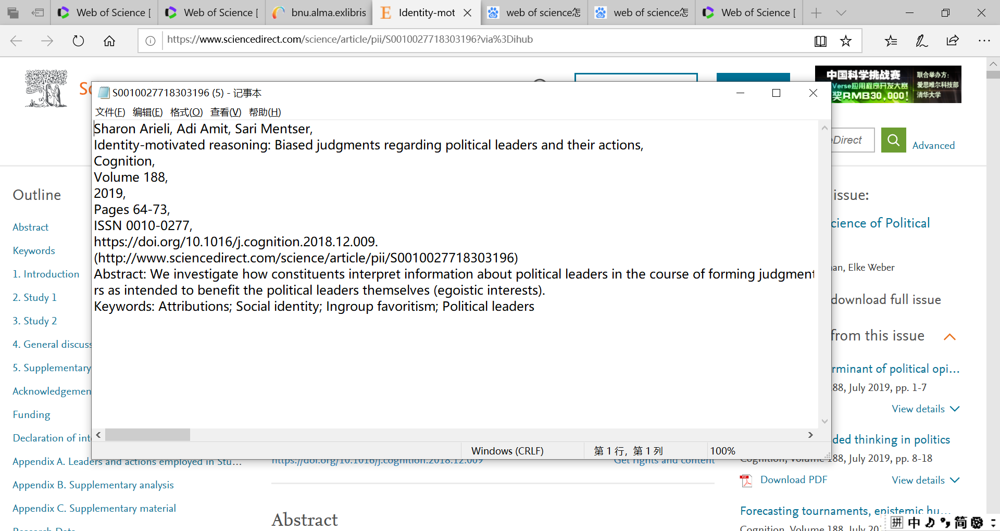 Web of Science [
Web of Science [
bnu.alma.exlibris
Identity-mot
web of science怎
web of science怎
Web of Science [
https://www.sciencedirect.com/science/article/pii/S0010027718303196?via%3Dihub
中国科学挑战赛
联合举办方:
Verse应用程序开发大赛
爱思唯尔科技部
奖RMB30,000!
清华大学
S0010027718303196 (5) - 记事本
文件(F) 编辑(E) 格式(O) 查看(V) 帮助(H)
Sharon Arieli, Adi Amit, Sari Mentser,
Identity-motivated reasoning: Biased judgments regarding political leaders and their actions,
Cognition,
Volume 188,
2019,
Pages 64-73,
ISSN 0010-0277,
https://doi.org/10.1016/j.cognition.2018.12.009.
(http://www.sciencedirect.com/science/article/pii/S0010027718303196)
Abstract: We investigate how constituents interpret information about political leaders in the course of forming judgment
rs as intended to benefit the political leaders themselves (egoistic interests).
Keywords: Attributions; Social identity; Ingroup favoritism; Political leaders
Windows (CRLF)
第 1 行，第 1 列
100%
eDirect
Advanced
Outline
Abstract
Keywords
1. Introduction
2. Study 1
3. Study 2
4. General discuss
5. Supplementary
Acknowledgemen
Funding
Declaration of int
Appendix A. Leaders and actions employed in Stu...
Appendix B. Supplementary analysis
Appendix C. Supplementary material
Research Data
https://doi.org/10.1016/j.cognition.2018.12.009
Get rights and content
Abstract
issue:
cience of Political
an, Elke Weber
download full issue
from this issue
rminant of political opi...
88, July 2019, pp. 1-7
View details
ded thinking in politics
Cognition, Volume 188, July 2019, pp. 8-18
Download PDF
View details
Forecasting tournaments, epistemic hu...
Cognition, Volume 188, July 201
拼 中 简